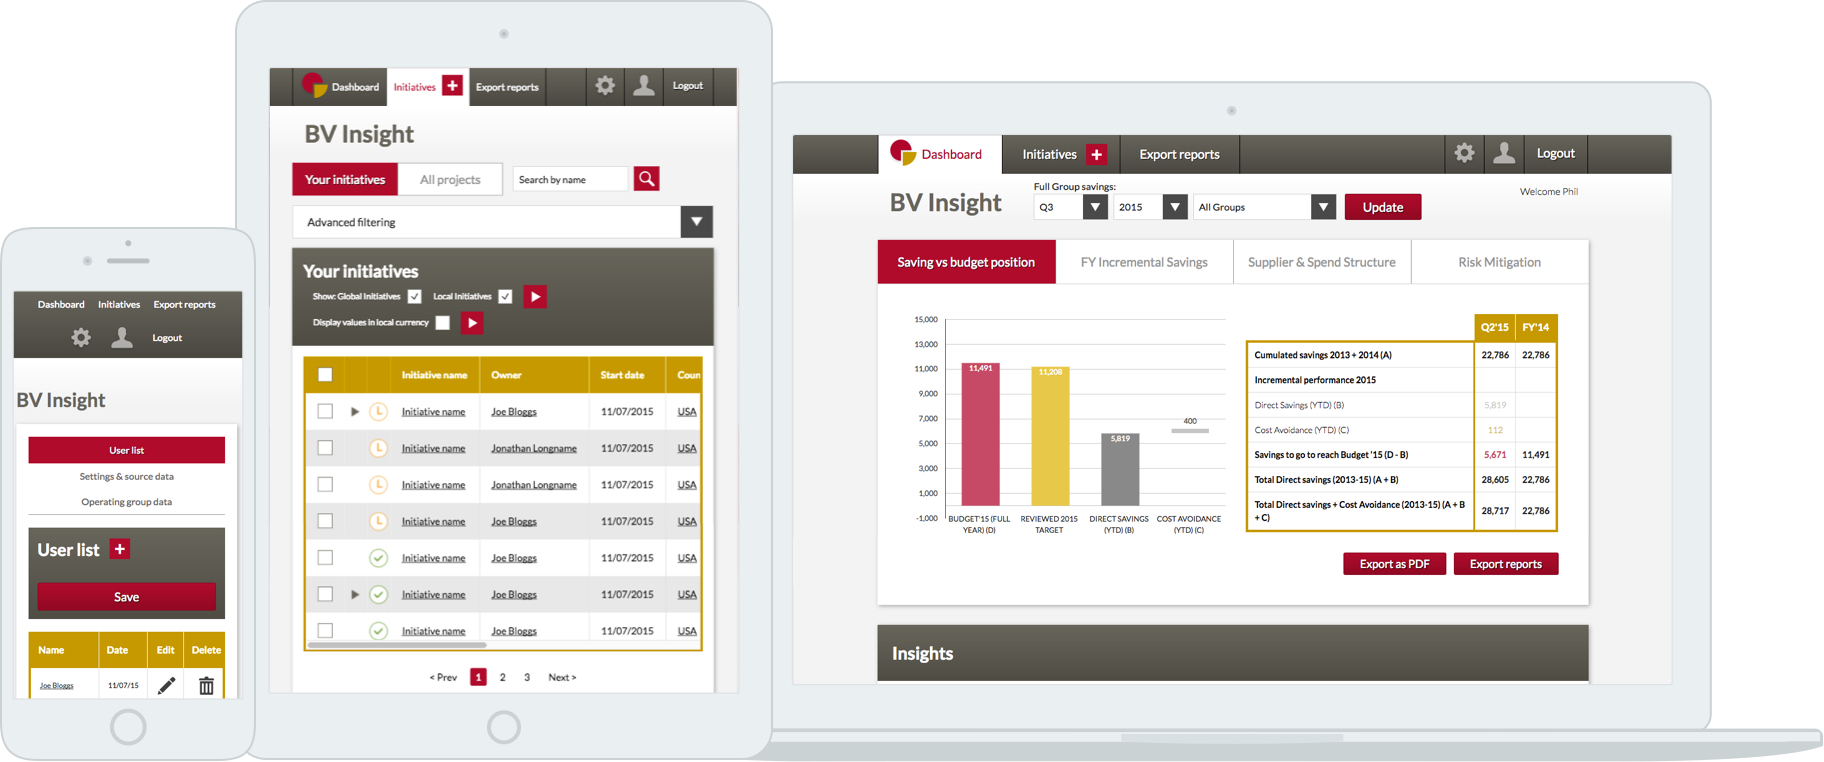 Dashboard Initiatives Export reports
Logout
BV Insight
User list
Settings & source data
Operating group data
User list +
Save
Name Date Edit Delete
Joe Bloggs 11/07/15
Dashboard Initiatives + Export reports Logout
BV Insight
Your initiatives All projects Search by name
Advanced filtering
Your initiatives
Show: Global Initiatives Local Initiatives
Display values in local currency
Initiative name Owner Start date Coun
Initiative name Joe Bloggs 11/07/2015 USA
Initiative name Jonathan Longname 11/07/2015 USA
Initiative name Jonathan Longname 11/07/2015 USA
Initiative name Joe Bloggs 11/07/2015 USA
Initiative name Joe Bloggs 11/07/2015 USA
Initiative name Joe Bloggs 11/07/2015 USA
Initiative name Joe Bloggs 11/07/2015 USA
< Prev 1 2 3 Next >
Dashboard Initiatives + Export reports Logout
Welcome Phil
BV Insight
Full Group savings:
Q3 2015 All Groups Update
Saving vs budget position FY Incremental Savings Supplier & Spend Structure Risk Mitigation
15,000
13,000
11,000
9,000
7,000
5,000
3,000
1,000
-1,000
11,491
11,208
5,819
400
BUDGET'15 (FULL
YEAR) (D)
REVIEWED 2015
TARGET
DIRECT SAVINGS
(YTD) (B)
COST AVOIDANCE
(YTD) (C)
Q2'15 FY'14
Cumulated savings 2013 + 2014 (A) 22,786 22,786
Incremental performance 2015
Direct Savings (YTD) (B) 5,819
Cost Avoidance (YTD) (C) 112
Savings to go to reach Budget '15 (D - B) 5,671 11,491
Total Direct savings (2013-15) (A + B) 28,605 22,786
Total Direct savings + Cost Avoidance (2013-15) (A + B
+ C) 28,717 22,786
Export as PDF Export reports
Insights